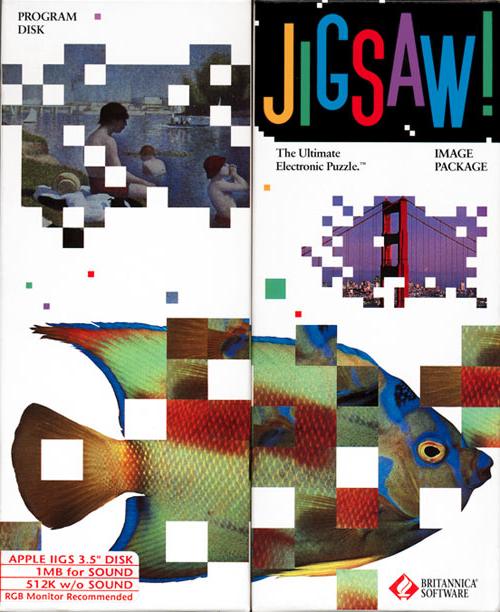 PROGRAM
DISK
JIGSAW!
The Ultimate
Electronic Puzzle.™
IMAGE
PACKAGE
APPLE IIGS 3.5" DISK
1MB for SOUND
512K w/o SOUND
RGB Monitor Recommended
BRITANNICA
SOFTWARE